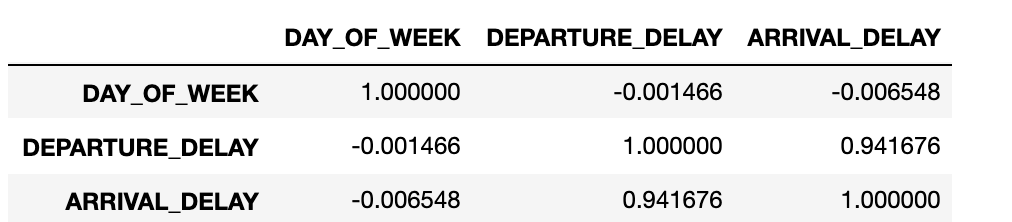 DAY_OF_WEEK DEPARTURE_DELAY ARRIVAL_DELAY
DAY_OF_WEEK 1.000000 -0.001466 -0.006548
DEPARTURE_DELAY -0.001466 1.000000 0.941676
ARRIVAL_DELAY -0.006548 0.941676 1.000000